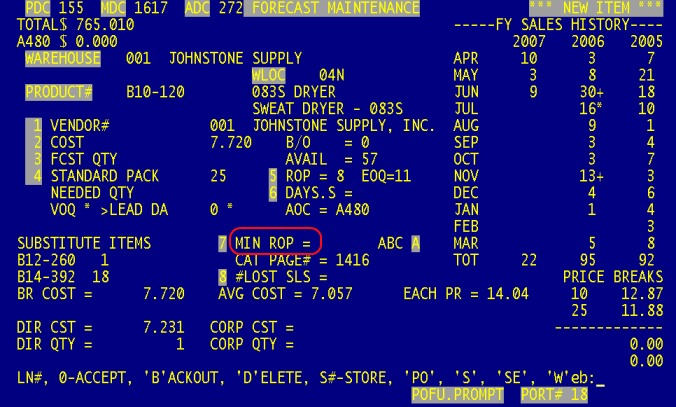 PDC 155 MDC 1617 ADC 272 FORECAST MAINTENANCE *** NEW ITEM ***
TOTAL$ 765.010 -----FY SALES HISTORY----
A480 $ 0.000 2007 2006 2005
WAREHOUSE 001 JOHNSTONE SUPPLY APR 10 3 7
WLOC 04N MAY 3 8 21
PRODUCT# B10-120 083S DRYER JUN 9 30+ 18
SWEAT DRYER - 083S JUL 16* 10
1 VENDOR# 001 JOHNSTONE SUPPLY, INC. AUG 9 1
2 COST 7.720 B/O = 0 SEP 3 4
3 FCST QTY AVAIL = 57 OCT 3 7
4 STANDARD PACK 25 5 ROP = 8 EOQ=11 NOV 13+ 3
NEEDED QTY 6 DAYS.S = DEC 4 6
VOQ * >LEAD DA 0 * AOC = A480 JAN 1 4
FEB 3
SUBSTITUTE ITEMS 7 MIN ROP = ABC A MAR 5 8
B12-260 1 CAT PAGE# = 1416 TOT 22 95 92
B14-392 18 8 #LOST SLS = PRICE BREAKS
BR COST = 7.720 AVG COST = 7.057 EACH PR = 14.04 10 12.87
25 11.88
DIR CST = 7.231 CORP CST = -------------
DIR QTY = 1 CORP QTY = 0.00
0.00
LN#, 0-ACCEPT, 'B'ACKOUT, 'D'ELETE, S#-STORE, 'PO', 'S', 'SE', 'W'eb:_
POFU.PROMPT PORT# 18